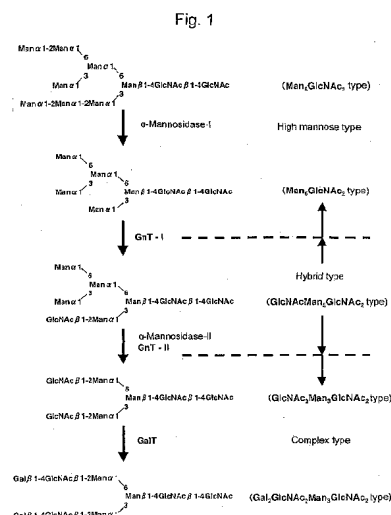 Fig. 1
Manα1-2Manα1
6
Manα1
3
6
Manα1
Manβ1-4GlcNAcβ1-4GlcNAc
3
Manα1-2Manα1-2Manα1
(Man8GlcNAc2 type)
α-Mannosidase-I
High mannose type
Manα1
6
Manα1
3
6
Manα1
Manβ1-4GlcNAcβ1-4GlcNAc
3
Manα1
(Man5GlcNAc2 type)
GnT - I
Hybrid type
Manα1
6
Manα1
3
6
Manα1
Manβ1-4GlcNAcβ1-4GlcNAc
3
GlcNAcβ1-2Manα1
(GlcNAcMan5GlcNAc2 type)
α-Mannosidase-II
GnT - II
GlcNAcβ1-2Manα1
6
Manβ1-4GlcNAcβ1-4GlcNAc
3
GlcNAcβ1-2Manα1
(GlcNAc2Man3GlcNAc2 type)
GalT
Complex type
Galβ1-4GlcNAcβ1-2Manα1
6
Manβ1-4GlcNAcβ1-4GlcNAc
3
Galβ1-4GlcNAcβ1-2Manα1
(Gal2GlcNAc2Man3GlcNAc2 type)